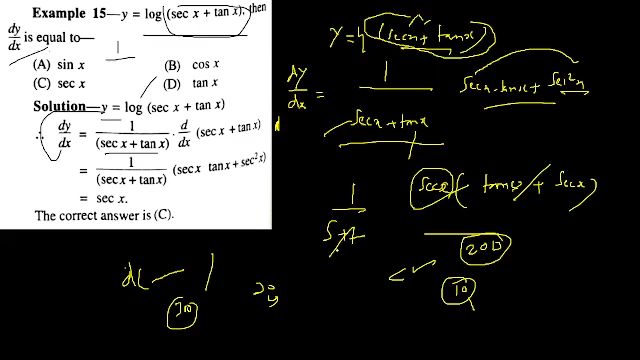 Example 15—y = log (sec x + tan x), then
dy/dx is equal to—
(A) sin x (B) cos x
(C) sec x (D) tan x
Solution—y = log (sec x + tan x)
∴ dy/dx = 1/(sec x + tan x) · d/dx (sec x + tan x)
= 1/(sec x + tan x) (sec x tan x + sec² x)
= sec x.
The correct answer is (C).
(secx + tanx)
dy/dx = 1 secx · tanx + sec²x
secx + tanx
1 secx ( tanx + secx )
200
10